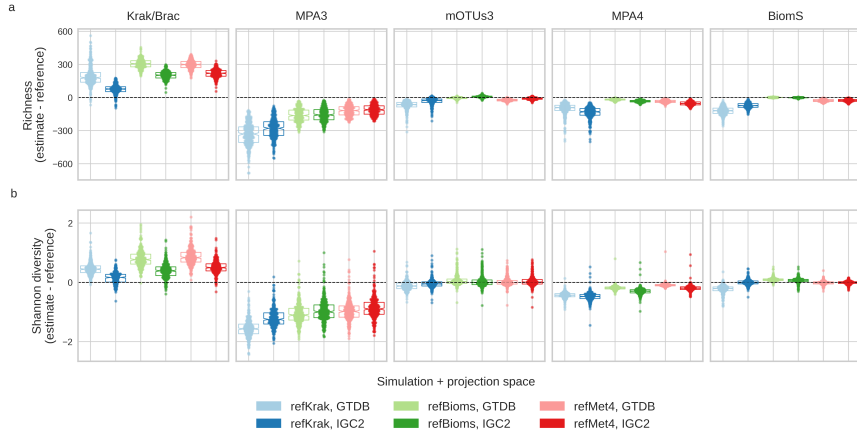 a
Krak/Brac MPA3 mOTUs3 MPA4 BiomS
Richness
(estimate - reference)
600
300
0
−300
−600
b
Shannon diversity
(estimate - reference)
2
0
−2
Simulation + projection space
refKrak, GTDB refBioms, GTDB refMet4, GTDB
refKrak, IGC2 refBioms, IGC2 refMet4, IGC2